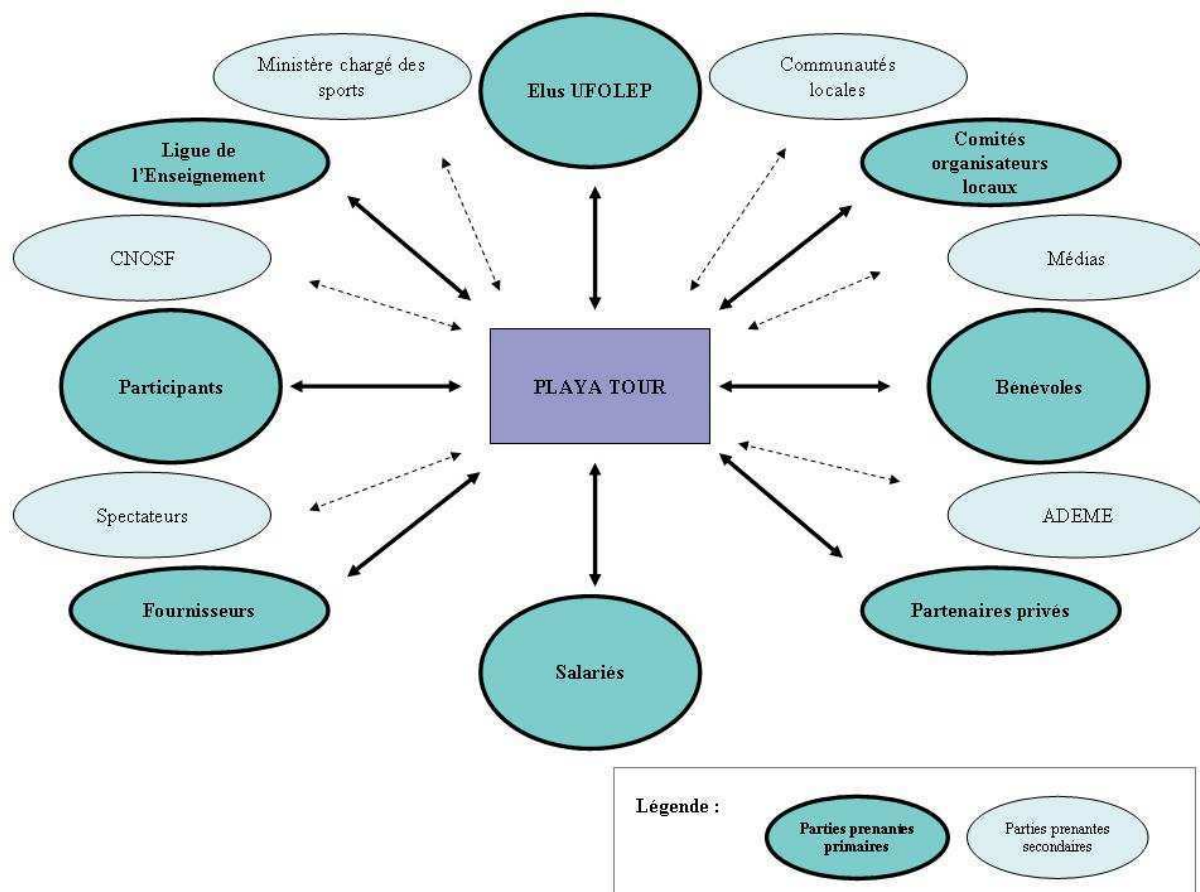 Ministère chargé des
sports
Elus UFOLEP
Communautés
locales
Ligue de
l'Enseignement
Comités
organisateurs
locaux
CNOSF
Médias
Participants
PLAYA TOUR
Bénévoles
Spectateurs
ADEME
Fournisseurs
Partenaires privés
Salariés
Légende :
Parties prenantes
primaires
Parties prenantes
secondaires